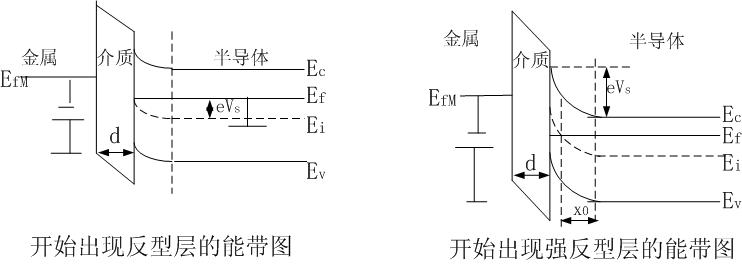 金属
介质
半导体
EfM
Ec
Ef
eVs
Ei
d
Ev
开始出现反型层的能带图
金属
半导体
介质
eVs
EfM
Ec
Ef
d
Ei
x0
Ev
开始出现强反型层的能带图